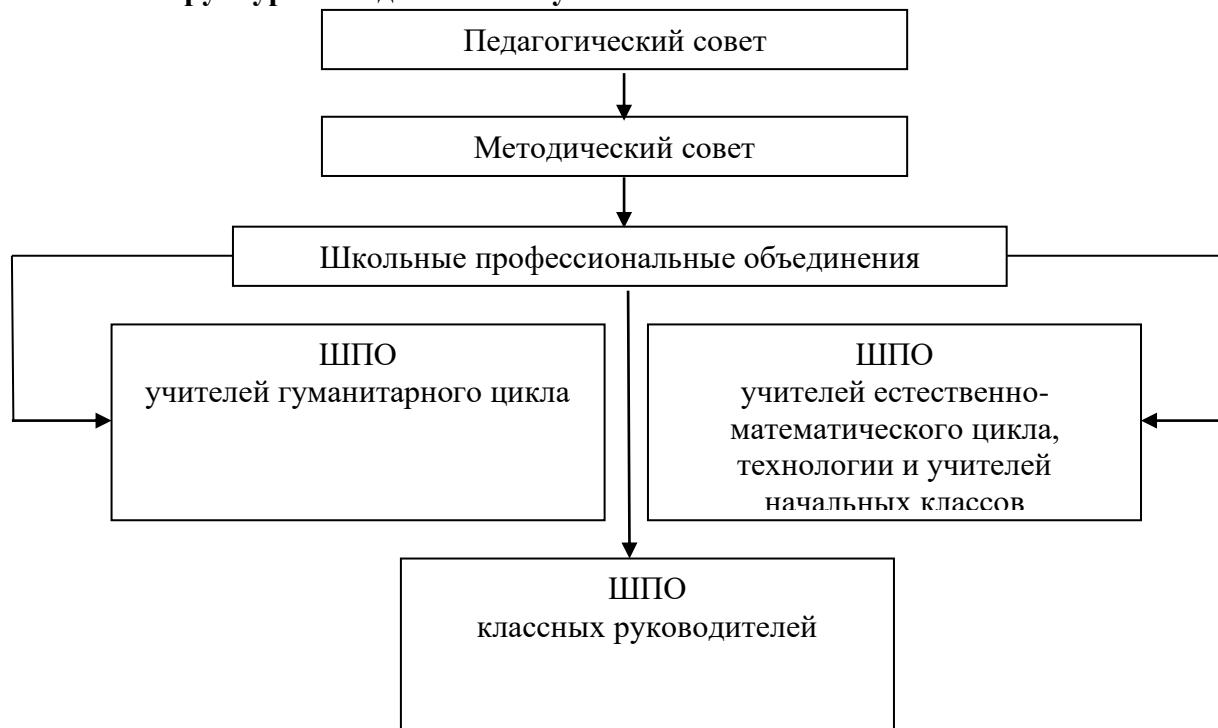 Педагогический совет
Методический совет
Школьные профессиональные объединения
ШПО
учителей гуманитарного цикла
ШПО
учителей естественно-
математического цикла,
технологии и учителей
начальных классов
ШПО
классных руководителей